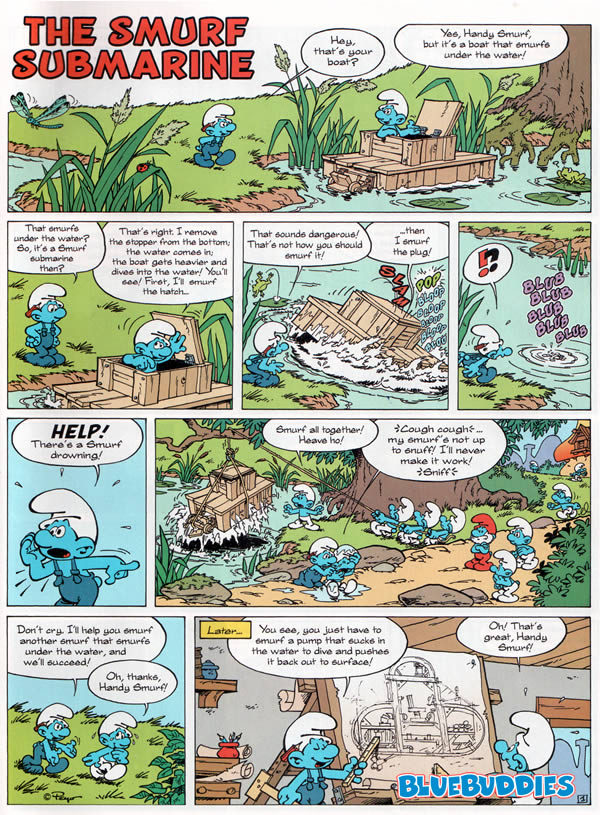 THE SMURF
SUBMARINE
Hey,
that's your
boat?
Yes, Handy Smurf,
but it's a boat that smurfs
under the water!
That smurfs
under the water?
So, it's a Smurf
submarine
then?
That's right. I remove
the stopper from the bottom;
the water comes in;
the boat gets heavier and
dives into the water! You'll
see! First, I'll smurf
the hatch...
That sounds dangerous!
That's not how you should
smurf it!
SLAM
...then
I smurf
the plug!
POP
BLOOP
BLOOP
BLOOP
BLOOP
BLOU
!?
BLUB
BLUB
BLUB
BLUB
BLUB
HELP!
There's a Smurf
drowning!
Smurf all together!
Heave ho!
Cough cough...
my smurf's not up
to snuff! I'll never
make it work!
Sniff
Don't cry. I'll help you smurf
another smurf that smurfs
under the water, and
we'll succeed!
Oh, thanks,
Handy Smurf!
© Peyo
Later...
You see, you just have to
smurf a pump that sucks in
the water to dive and pushes
it back out to surface!
Oh! That's
great, Handy
Smurf!
BLUEBUDDIES
1